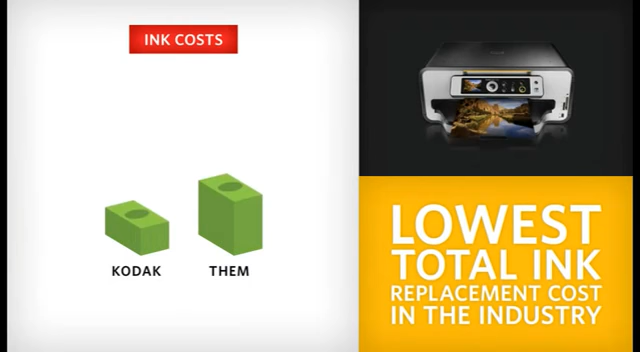 INK COSTS
KODAK
THEM
LOWEST
TOTAL INK
REPLACEMENT COST
IN THE INDUSTRY